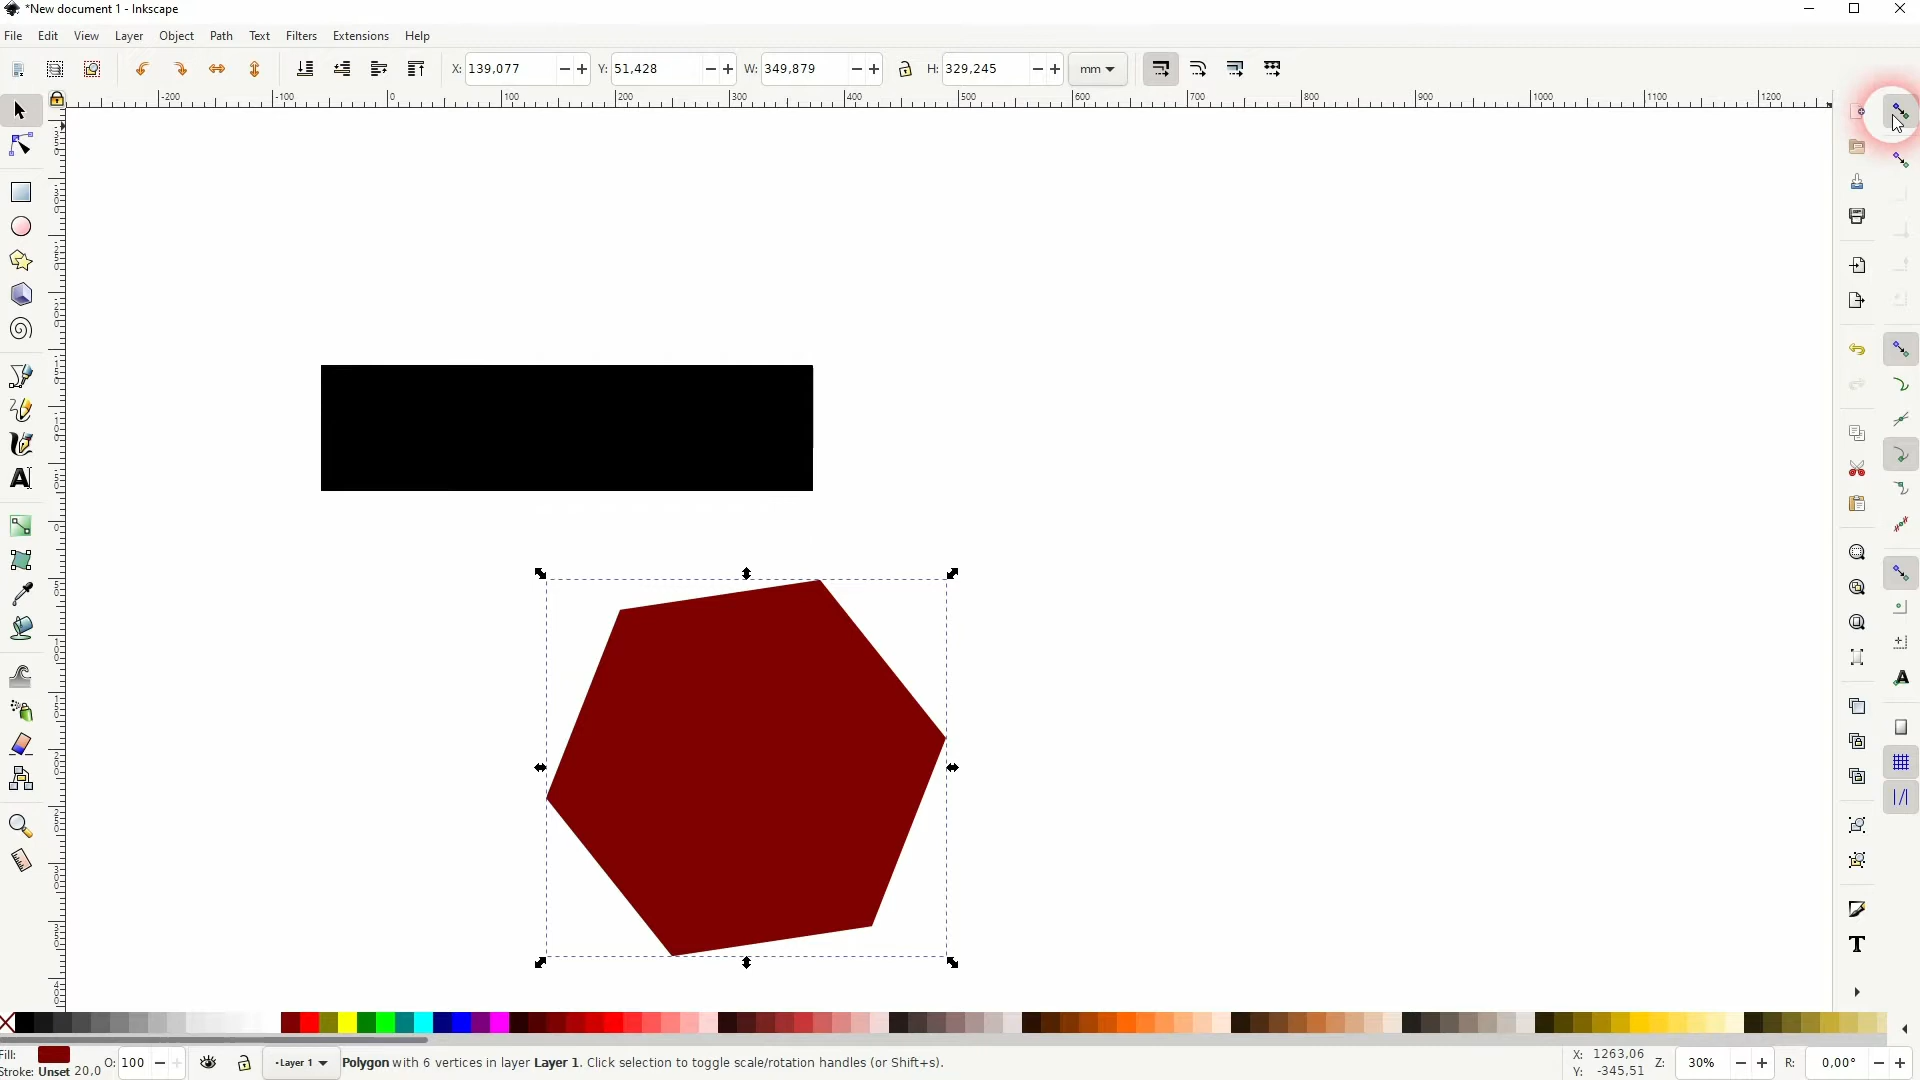 *New document 1 - Inkscape
File Edit View Layer Object Path Text Filters Extensions Help
X: 139,077 Y: 51,428 W: 349,879 H: 329,245 mm
-200 -100 0 100 200 300 400 500 600 700 800 900 1000 1100 1200
Fill: O: 100 -Layer 1 Polygon with 6 vertices in layer Layer 1. Click selection to toggle scale/rotation handles (or Shift+s). X: 1263,06 Z: 30% R: 0,00°
Stroke: Unset 20,0 Y: -345,51